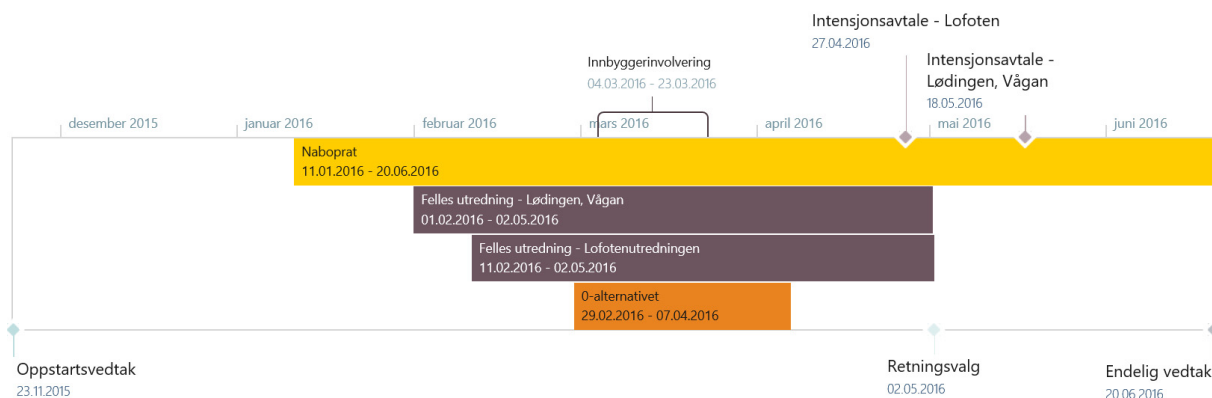 Intensjonsavtale - Lofoten
27.04.2016
Innbyggerinvolvering
04.03.2016 - 23.03.2016
Intensjonsavtale -
Lødingen, Vågan
18.05.2016
desember 2015
januar 2016
februar 2016
mars 2016
april 2016
mai 2016
juni 2016
Naboprat
11.01.2016 - 20.06.2016
Felles utredning - Lødingen, Vågan
01.02.2016 - 02.05.2016
Felles utredning - Lofotenutredningen
11.02.2016 - 02.05.2016
0-alternativet
29.02.2016 - 07.04.2016
Oppstartsvedtak
23.11.2015
Retningsvalg
02.05.2016
Endelig vedtak
20.06.2016